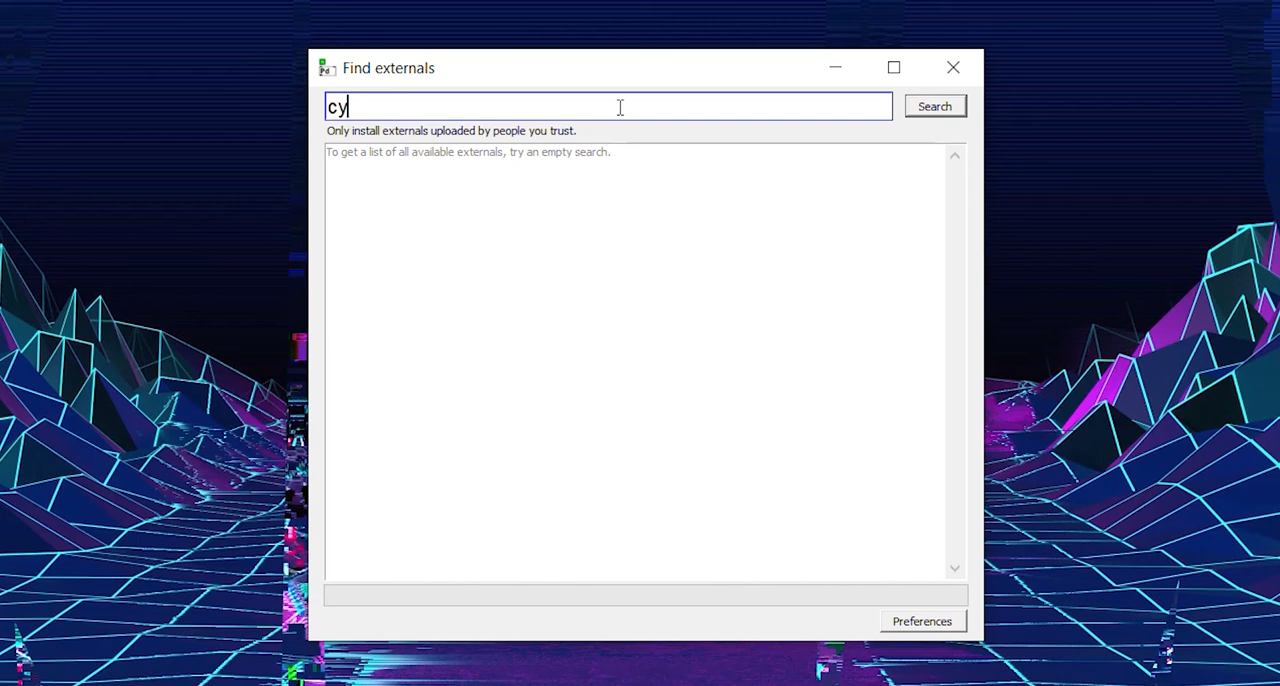 Pd
Find externals
cy
Search
Only install externals uploaded by people you trust.
To get a list of all available externals, try an empty search.
Preferences